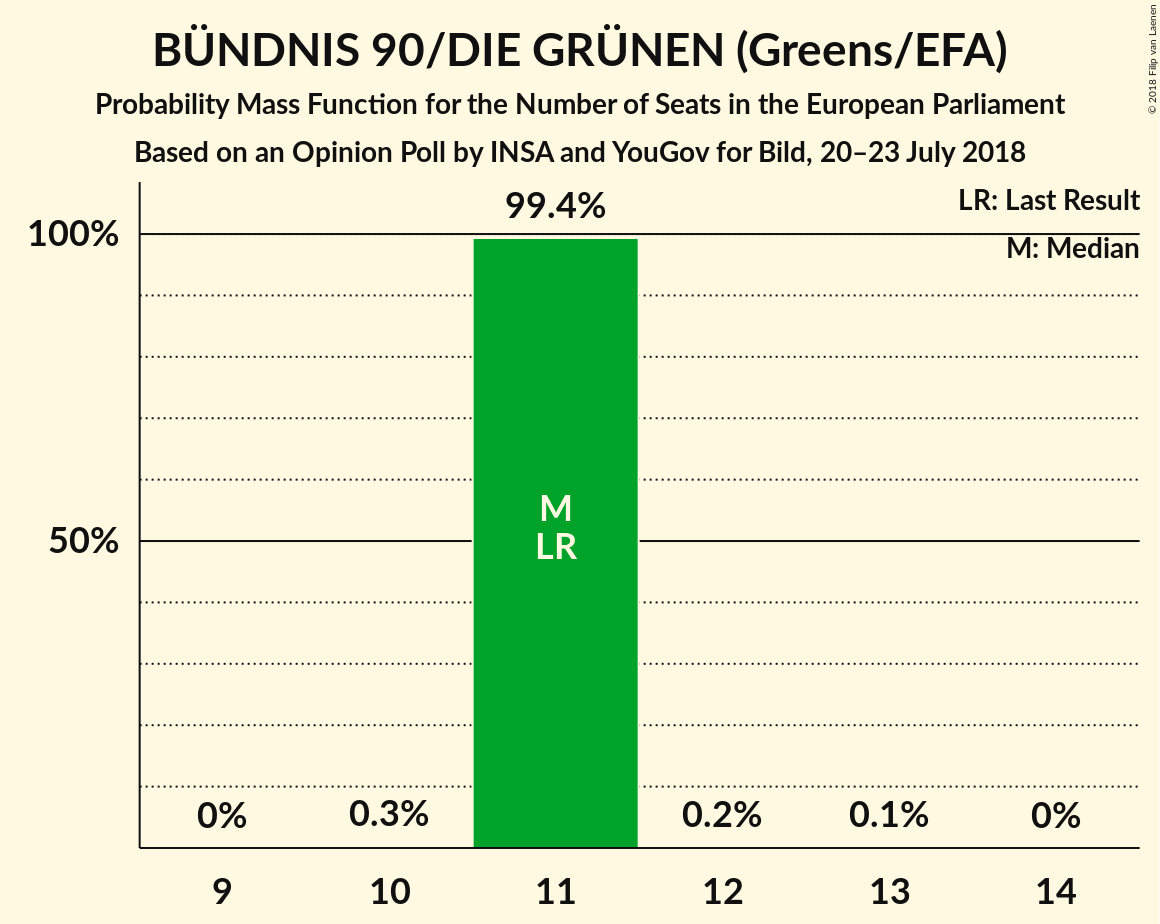 BÜNDNIS 90/DIE GRÜNEN (Greens/EFA)
Probability Mass Function for the Number of Seats in the European Parliament
Based on an Opinion Poll by INSA and YouGov for Bild, 20–23 July 2018
© 2018 Filip van Laenen
LR: Last Result
M: Median
99.4%
100%
M
LR
50%
0%
0.3%
0.2%
0.1%
0%
9
10
11
12
13
14